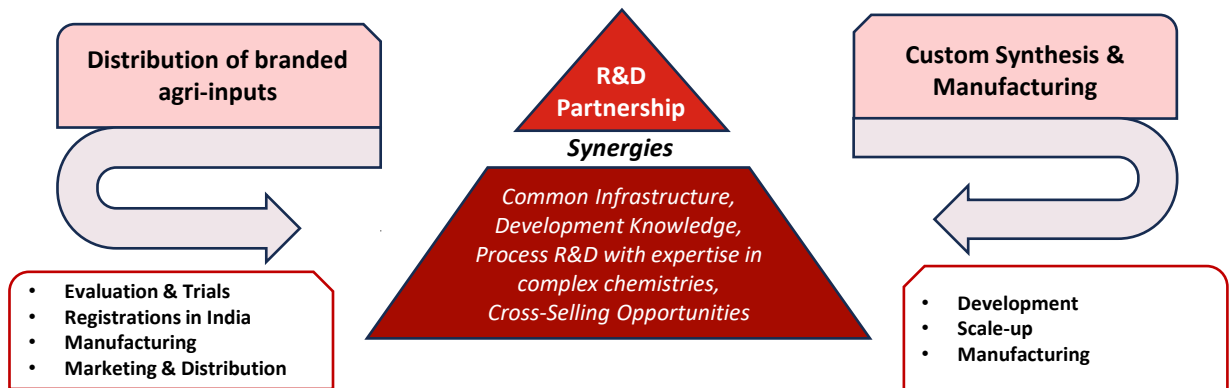 Distribution of branded
agri-inputs
• Evaluation & Trials
• Registrations in India
• Manufacturing
• Marketing & Distribution
R&D
Partnership
Synergies
Common Infrastructure,
Development Knowledge,
Process R&D with expertise in
complex chemistries,
Cross-Selling Opportunities
Custom Synthesis &
Manufacturing
• Development
• Scale-up
• Manufacturing